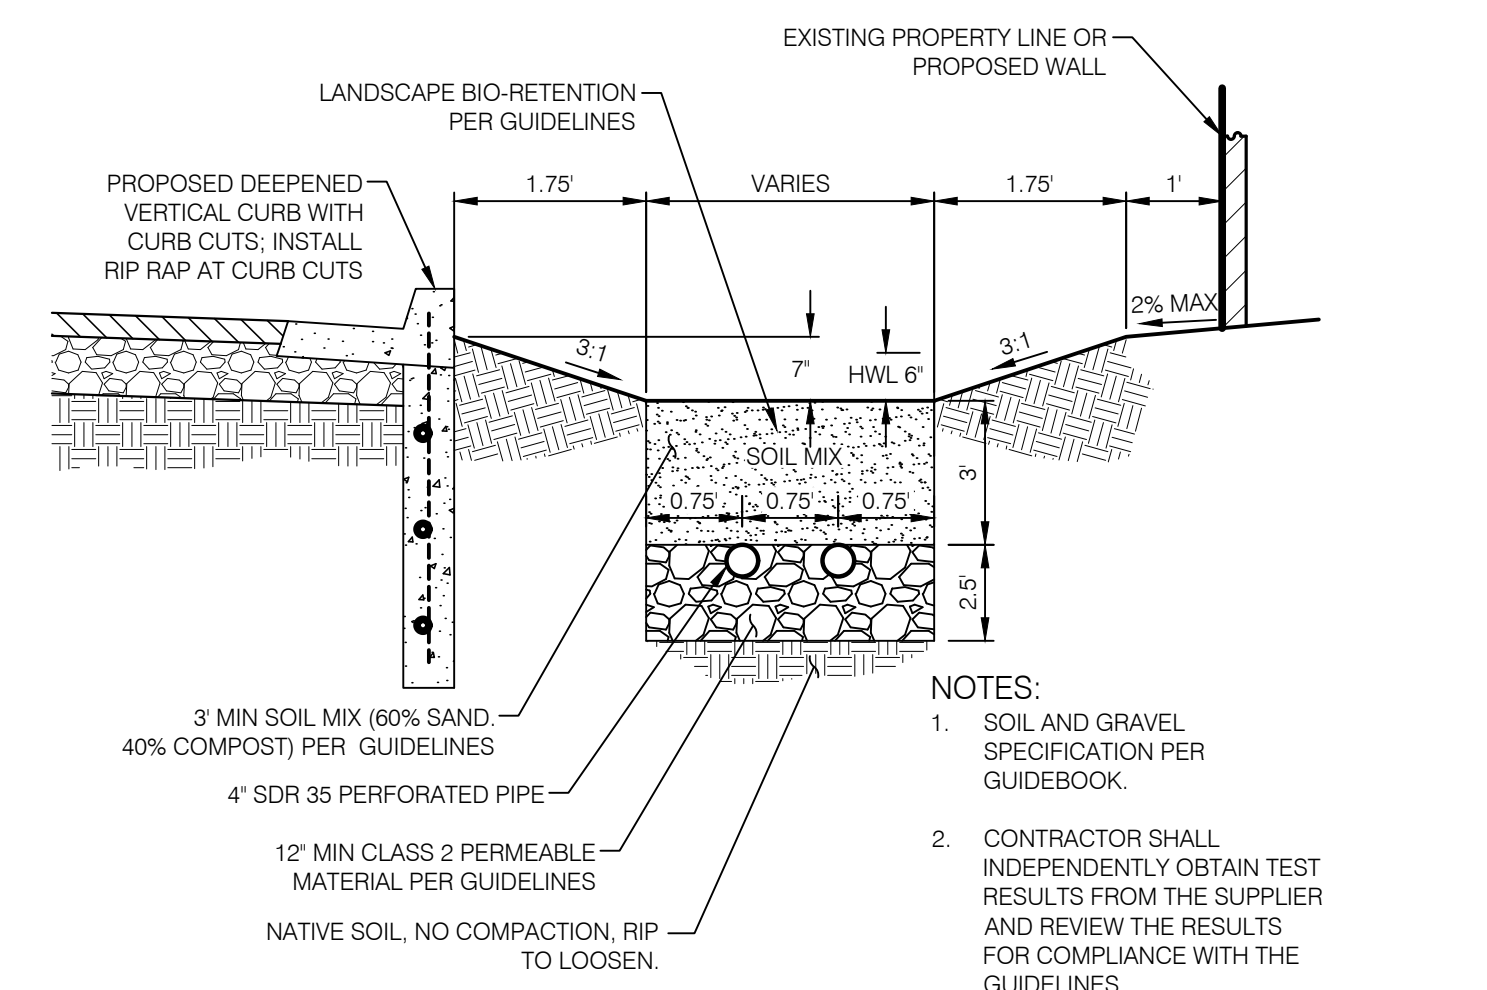 EXISTING PROPERTY LINE OR
PROPOSED WALL
LANDSCAPE BIO-RETENTION
PER GUIDELINES
PROPOSED DEEPENED
VERTICAL CURB WITH
CURB CUTS; INSTALL
RIP RAP AT CURB CUTS
1.75'
VARIES
1.75'
1'
2% MAX
3:1
7"
HWL 6"
3:1
SOIL MIX
0.75'
0.75'
0.75'
3'
2.5'
3' MIN SOIL MIX (60% SAND.
40% COMPOST) PER GUIDELINES
4" SDR 35 PERFORATED PIPE
12" MIN CLASS 2 PERMEABLE
MATERIAL PER GUIDELINES
NATIVE SOIL, NO COMPACTION, RIP
TO LOOSEN.
NOTES:
1. SOIL AND GRAVEL
SPECIFICATION PER
GUIDEBOOK.
2. CONTRACTOR SHALL
INDEPENDENTLY OBTAIN TEST
RESULTS FROM THE SUPPLIER
AND REVIEW THE RESULTS
FOR COMPLIANCE WITH THE
GUIDELINES